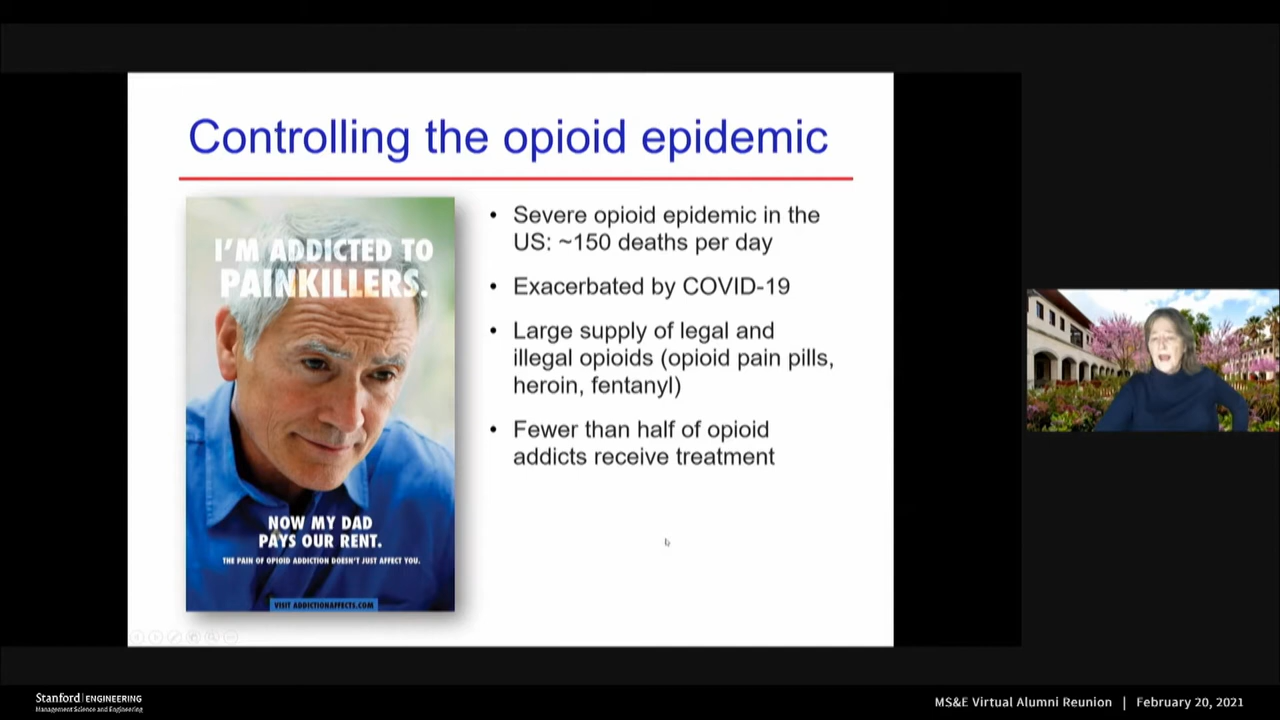 Controlling the opioid epidemic
I'M ADDICTED TO
PAINKILLERS.
NOW MY DAD
PAYS OUR RENT.
THE PAIN OF OPIOID ADDICTION DOESN'T JUST AFFECT YOU.
VISIT ADDICTIONAFFECTS.COM
• Severe opioid epidemic in the
US: ~150 deaths per day
• Exacerbated by COVID-19
• Large supply of legal and
illegal opioids (opioid pain pills,
heroin, fentanyl)
• Fewer than half of opioid
addicts receive treatment
Stanford | ENGINEERING
Management Science and Engineering
MS&E Virtual Alumni Reunion | February 20, 2021